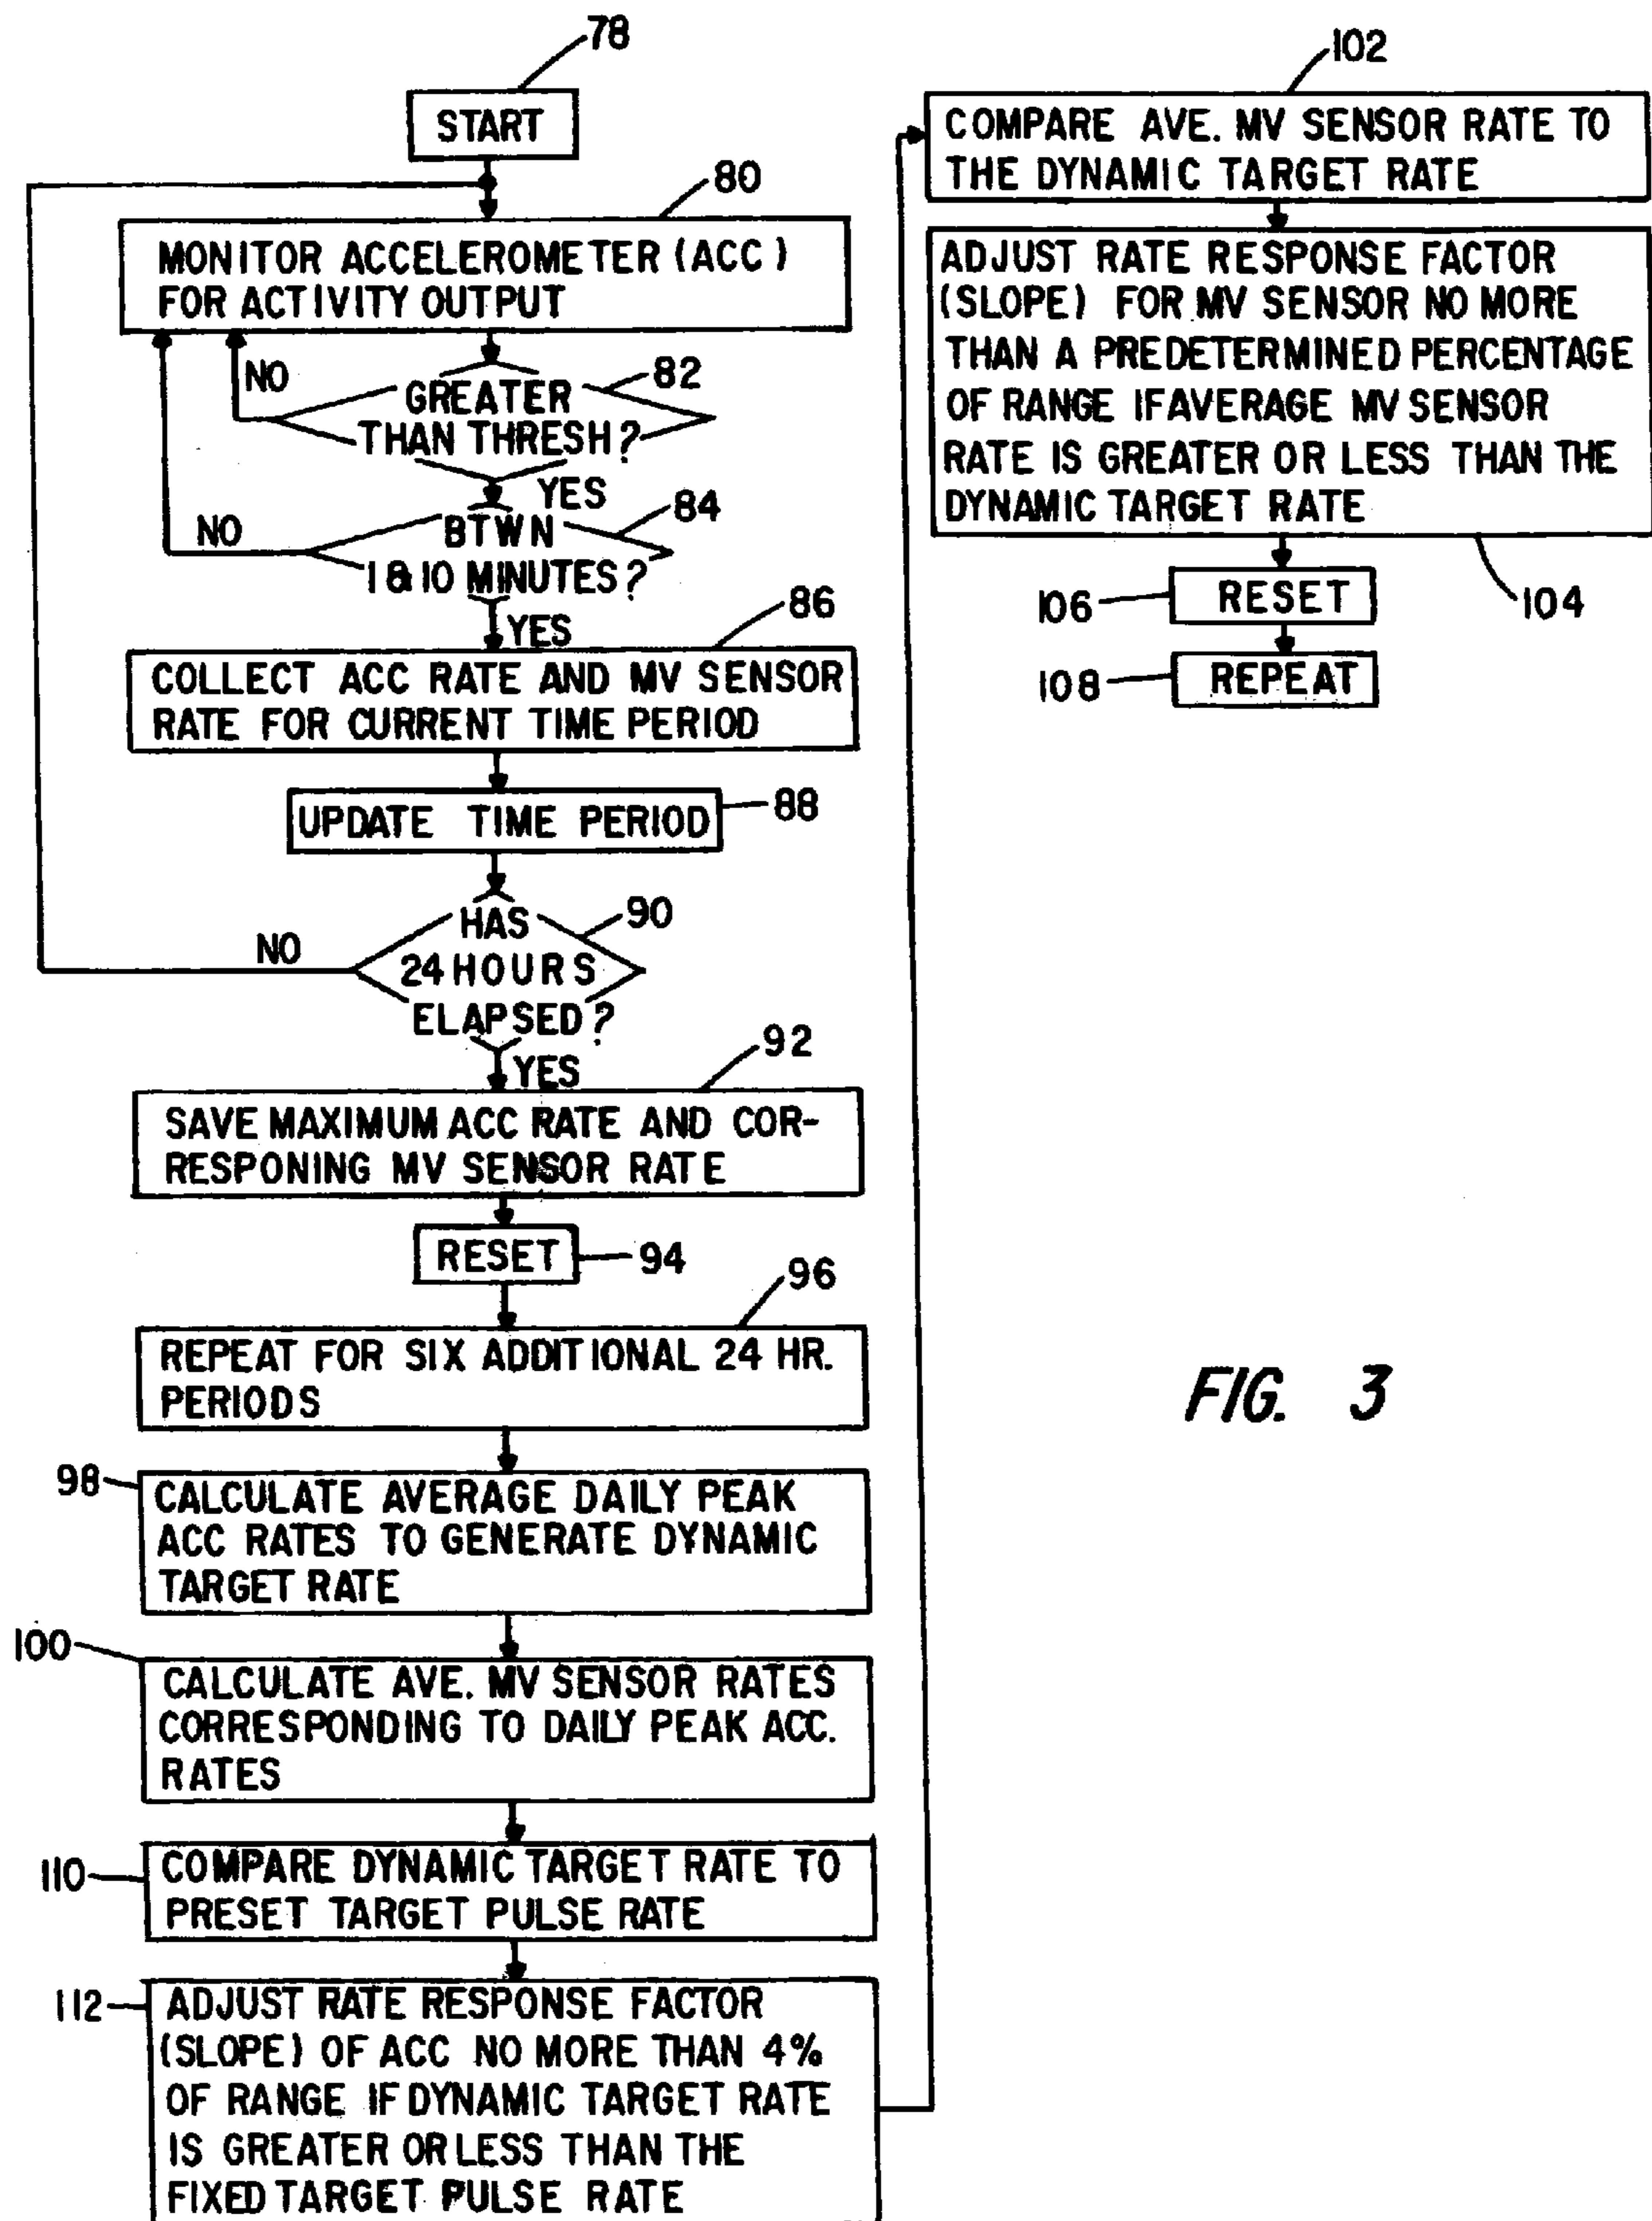 78
START
80
MONITOR ACCELEROMETER (ACC)
FOR ACTIVITY OUTPUT
NO
82
GREATER
THAN THRESH?
YES
84
NO
BTWN
1 & 10 MINUTES?
YES
86
COLLECT ACC RATE AND MV SENSOR
RATE FOR CURRENT TIME PERIOD
UPDATE TIME PERIOD
88
HAS
24 HOURS
ELAPSED?
90
NO
YES
92
SAVE MAXIMUM ACC RATE AND COR-
RESPONING MV SENSOR RATE
RESET
94
96
REPEAT FOR SIX ADDITIONAL 24 HR.
PERIODS
98
CALCULATE AVERAGE DAILY PEAK
ACC RATES TO GENERATE DYNAMIC
TARGET RATE
100
CALCULATE AVE. MV SENSOR RATES
CORRESPONDING TO DAILY PEAK ACC.
RATES
110
COMPARE DYNAMIC TARGET RATE TO
PRESET TARGET PULSE RATE
112
ADJUST RATE RESPONSE FACTOR
(SLOPE) OF ACC NO MORE THAN 4%
OF RANGE IF DYNAMIC TARGET RATE
IS GREATER OR LESS THAN THE
FIXED TARGET PULSE RATE
102
COMPARE AVE. MV SENSOR RATE TO
THE DYNAMIC TARGET RATE
ADJUST RATE RESPONSE FACTOR
(SLOPE) FOR MV SENSOR NO MORE
THAN A PREDETERMINED PERCENTAGE
OF RANGE IF AVERAGE MV SENSOR
RATE IS GREATER OR LESS THAN THE
DYNAMIC TARGET RATE
104
106
RESET
108
REPEAT
FIG. 3